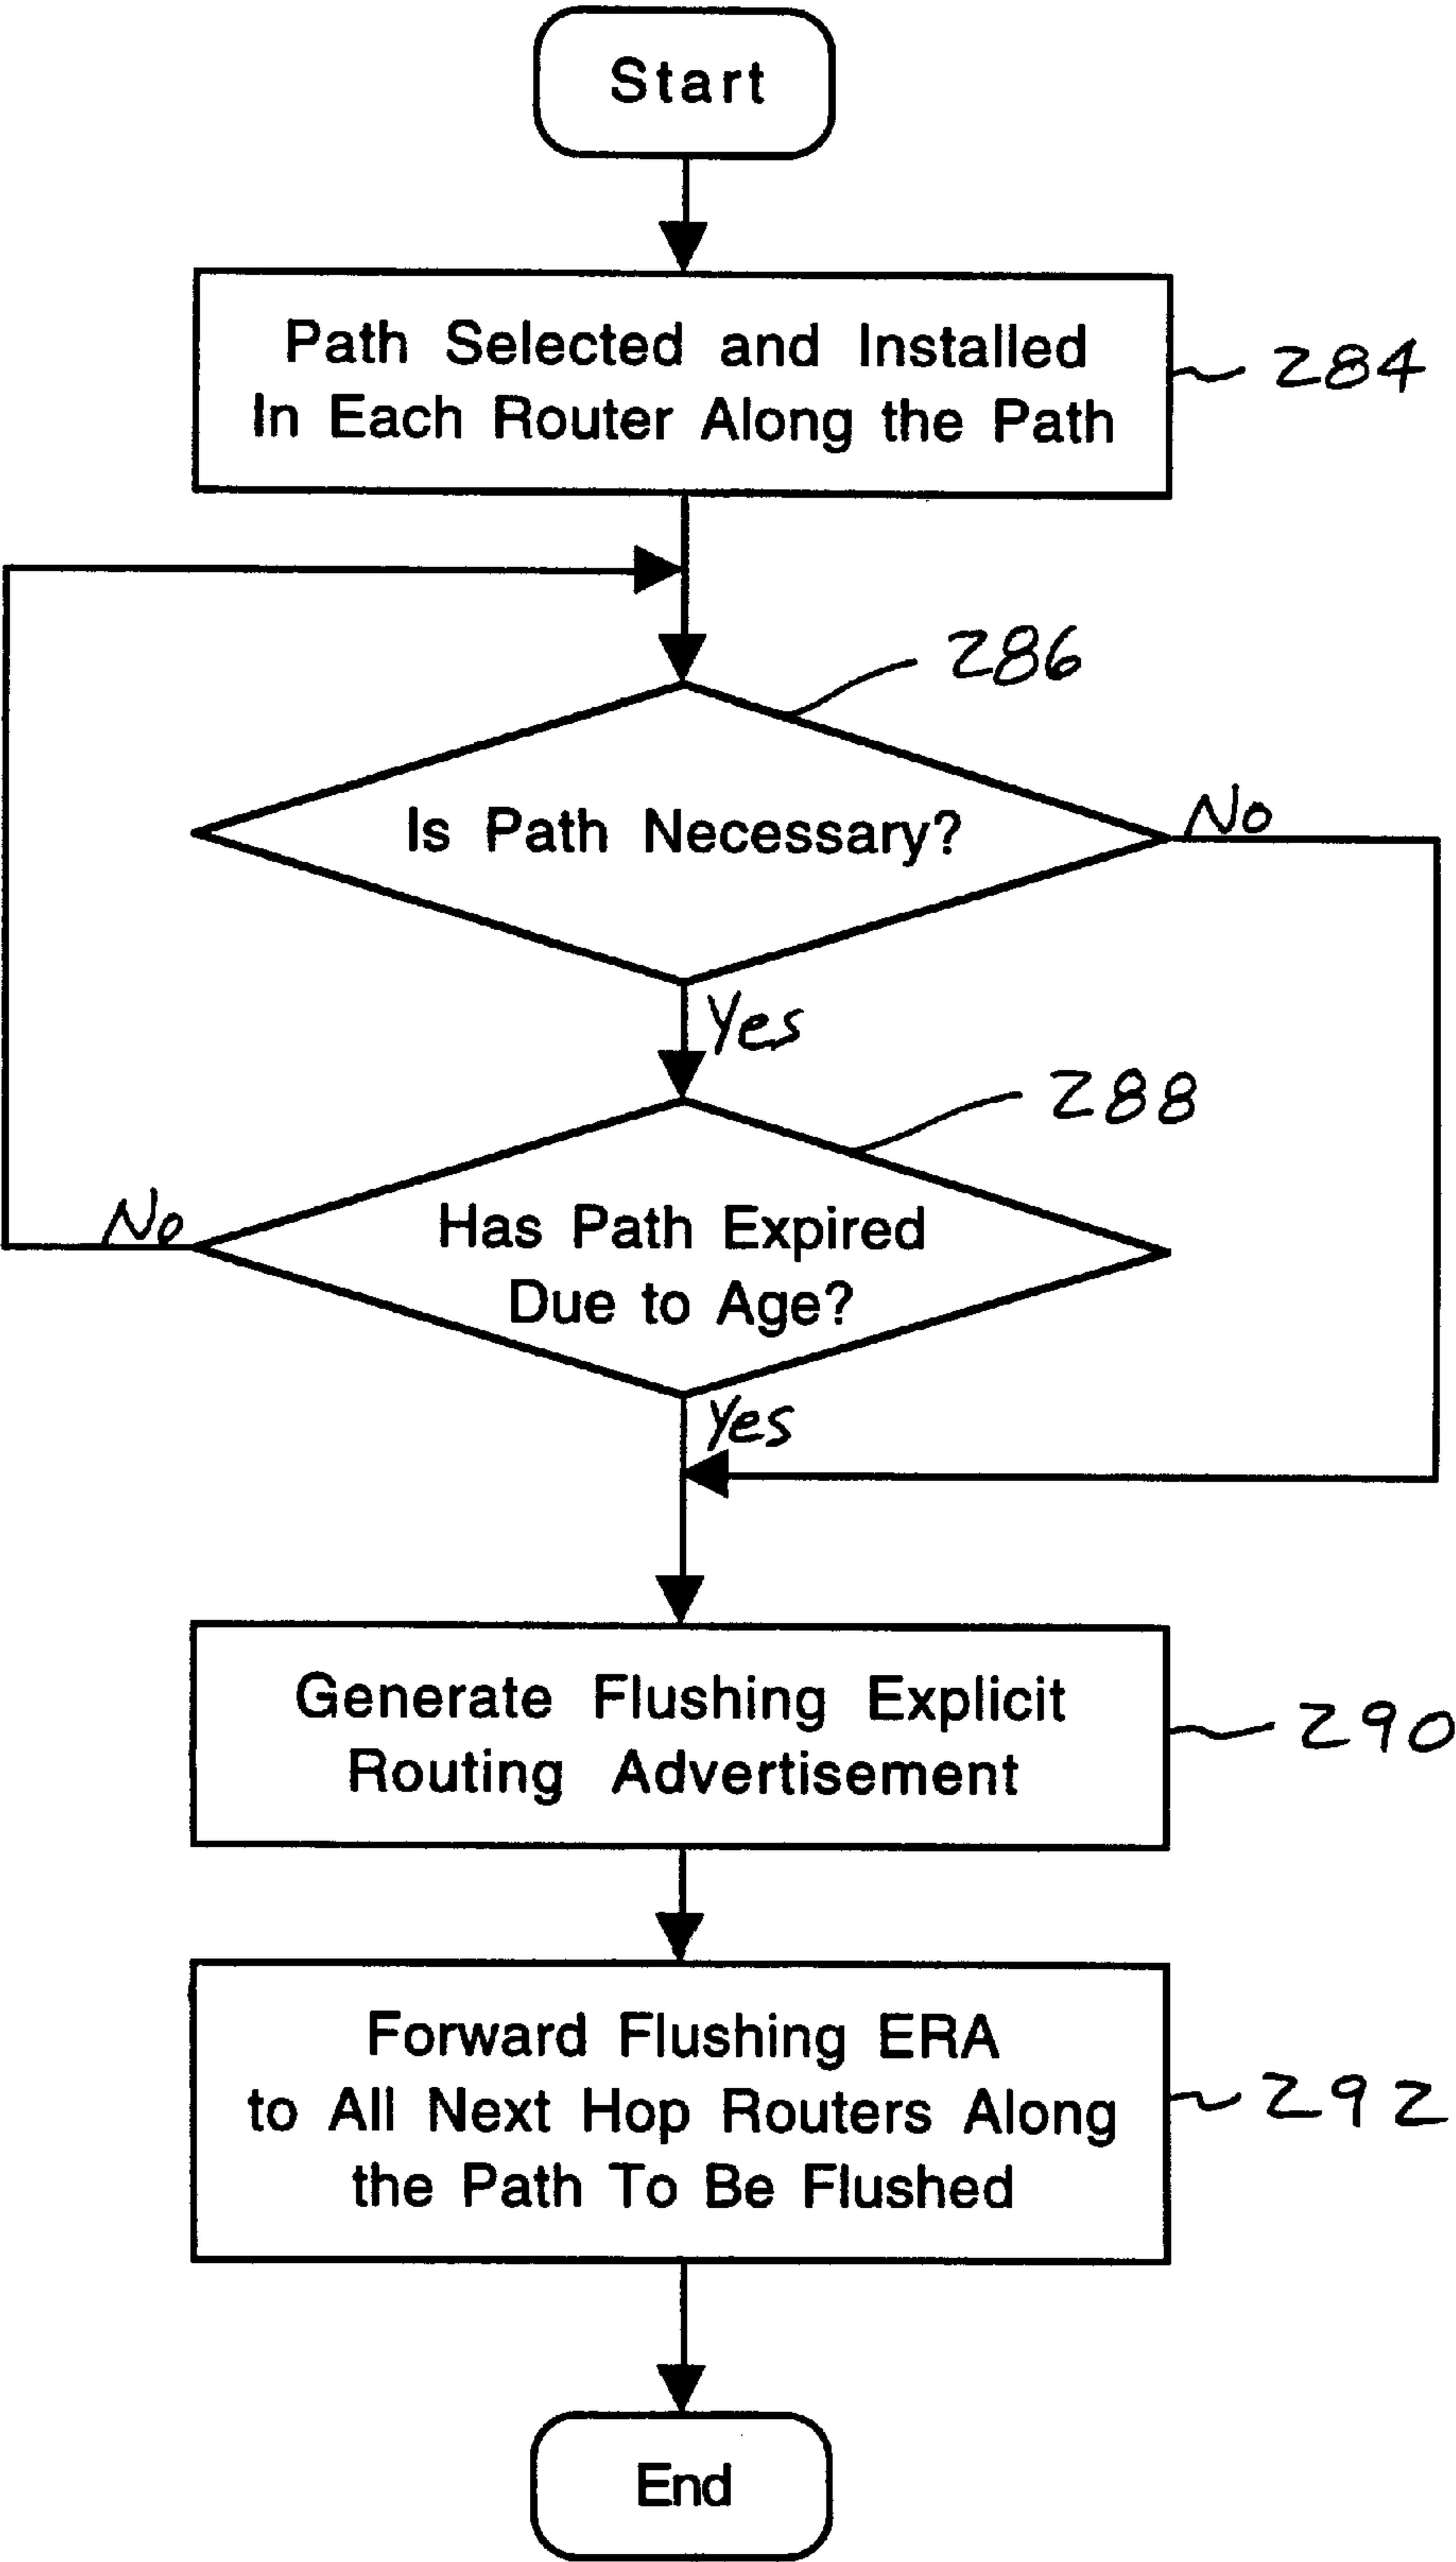 Start
Path Selected and Installed
In Each Router Along the Path
284
286
Is Path Necessary?
No
Yes
288
No
Has Path Expired
Due to Age?
Yes
Generate Flushing Explicit
Routing Advertisement
290
Forward Flushing ERA
to All Next Hop Routers Along
the Path To Be Flushed
292
End